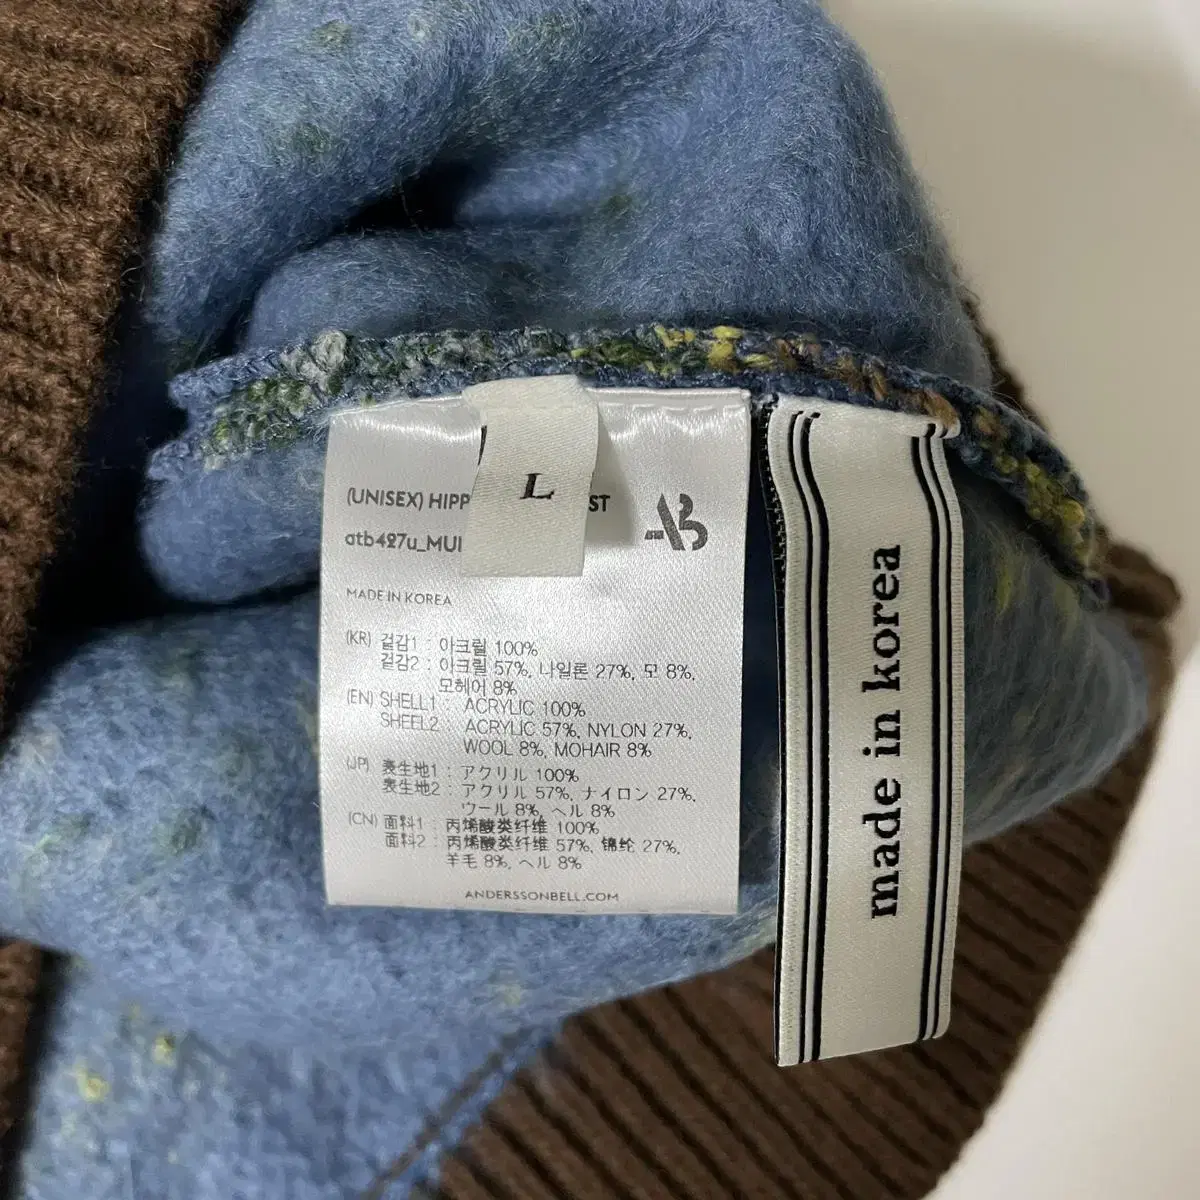 L
(UNISEX) HIPP ST
atb427u_MUI
MADE IN KOREA
(KR) 겉감1 : 아크릴 100%
겉감2 : 아크릴 57%, 나일론 27%, 모 8%,
모헤어 8%
(EN) SHELL1 : ACRYLIC 100%
SHEEL2 : ACRYLIC 57%, NYLON 27%,
WOOL 8%, MOHAIR 8%
(JP) 表生地1 : アクリル 100%
表生地2 : アクリル 57%, ナイロン 27%,
ウール 8%, ヘル 8%
(CN) 面料1 : 丙烯酸类纤维 100%
面料2 : 丙烯酸类纤维 57%, 锦纶 27%,
羊毛 8%, ヘル 8%
ANDERSSONBELL.COM
made in korea